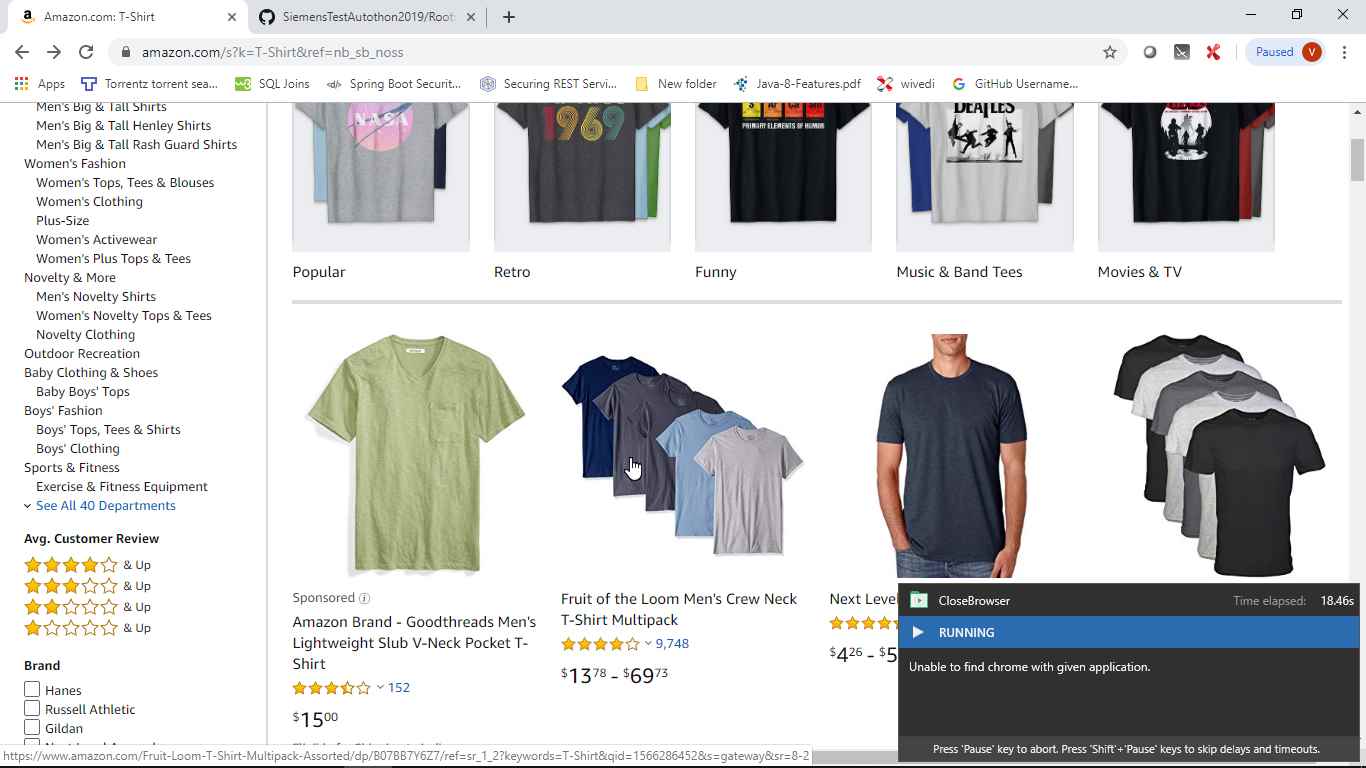 Amazon.com: T-Shirt
SiemensTestAutothon2019/Root
amazon.com/s?k=T-Shirt&ref=nb_sb_noss
Paused V
Apps
Torrentz torrent sea...
SQL Joins
Spring Boot Securit...
Securing REST Servi...
New folder
Java-8-Features.pdf
wivedi
GitHub Username...
Men's Big & Tall Shirts
Men's Big & Tall Henley Shirts
Men's Big & Tall Rash Guard Shirts
Women's Fashion
Women's Tops, Tees & Blouses
Women's Clothing
Plus-Size
Women's Activewear
Women's Plus Tops & Tees
Novelty & More
Men's Novelty Shirts
Women's Novelty Tops & Tees
Novelty Clothing
Outdoor Recreation
Baby Clothing & Shoes
Baby Boys' Tops
Boys' Fashion
Boys' Tops, Tees & Shirts
Boys' Clothing
Sports & Fitness
Exercise & Fitness Equipment
See All 40 Departments
Avg. Customer Review
& Up
& Up
& Up
& Up
Brand
Hanes
Russell Athletic
Gildan
NASA
1969
PRIMARY ELEMENTS OF HUMOR
BEATLES
Popular
Retro
Funny
Music & Band Tees
Movies & TV
Sponsored
Amazon Brand - Goodthreads Men's
Lightweight Slub V-Neck Pocket T-
Shirt
152
$1500
Fruit of the Loom Men's Crew Neck
T-Shirt Multipack
9,748
$1378 - $6973
Next Level
$426 - $5
CloseBrowser
Time elapsed: 18.46s
RUNNING
Unable to find chrome with given application.
Press 'Pause' key to abort. Press 'Shift'+'Pause' keys to skip delays and timeouts.
https://www.amazon.com/Fruit-Loom-T-Shirt-Multipack-Assorted/dp/B07BB7Y6Z7/ref=sr_1_2?keywords=T-Shirt&qid=1566286452&s=gateway&sr=8-2